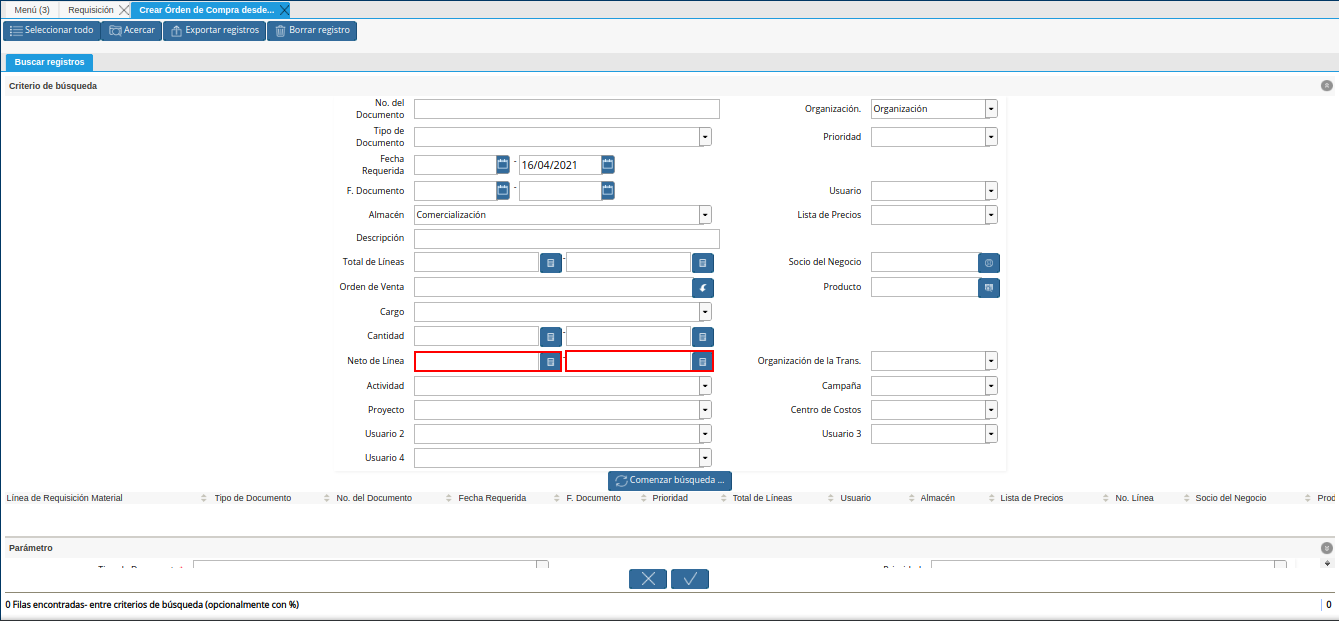 Menú (3) Requisición Crear Órden de Compra desde...
Seleccionar todo Acercar Exportar registros Borrar registro
Buscar registros
Criterio de búsqueda
No. del
Documento
Organización. Organización
Tipo de
Documento
Prioridad
Fecha
Requerida
- 16/04/2021
F. Documento - Usuario
Almacén Comercialización Lista de Precios
Descripción
Total de Líneas - Socio del Negocio
Orden de Venta Producto
Cargo
Cantidad -
Neto de Línea - Organización de la Trans.
Actividad Campaña
Proyecto Centro de Costos
Usuario 2 Usuario 3
Usuario 4
Comenzar búsqueda ...
Línea de Requisición Material Tipo de Documento No. del Documento Fecha Requerida F. Documento Prioridad Total de Líneas Usuario Almacén Lista de Precios No. Línea Socio del Negocio Prod
Parámetro
0 Filas encontradas- entre criterios de búsqueda (opcionalmente con %) 0